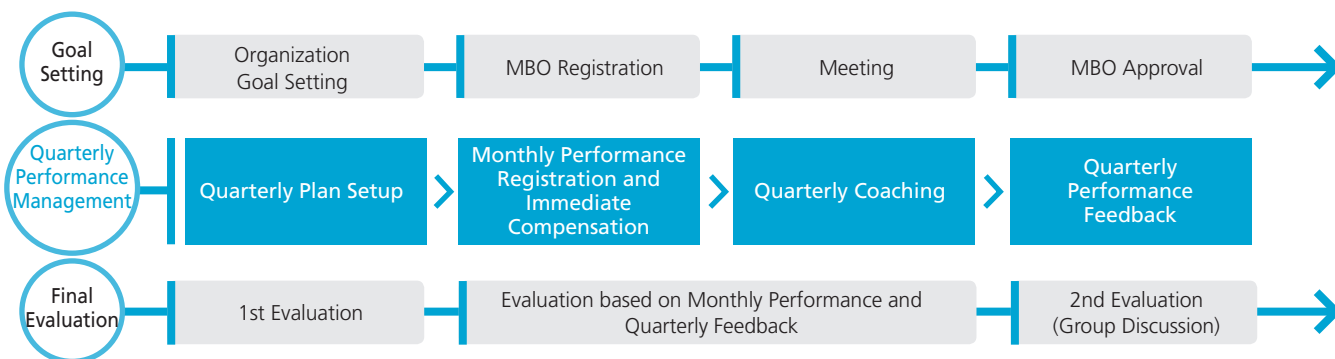 Goal
Setting
Organization
Goal Setting
MBO Registration
Meeting
MBO Approval
Quarterly
Performance
Management
Quarterly Plan Setup
Monthly Performance
Registration and
Immediate
Compensation
Quarterly Coaching
Quarterly
Performance
Feedback
Final
Evaluation
1st Evaluation
Evaluation based on Monthly Performance and
Quarterly Feedback
2nd Evaluation
(Group Discussion)